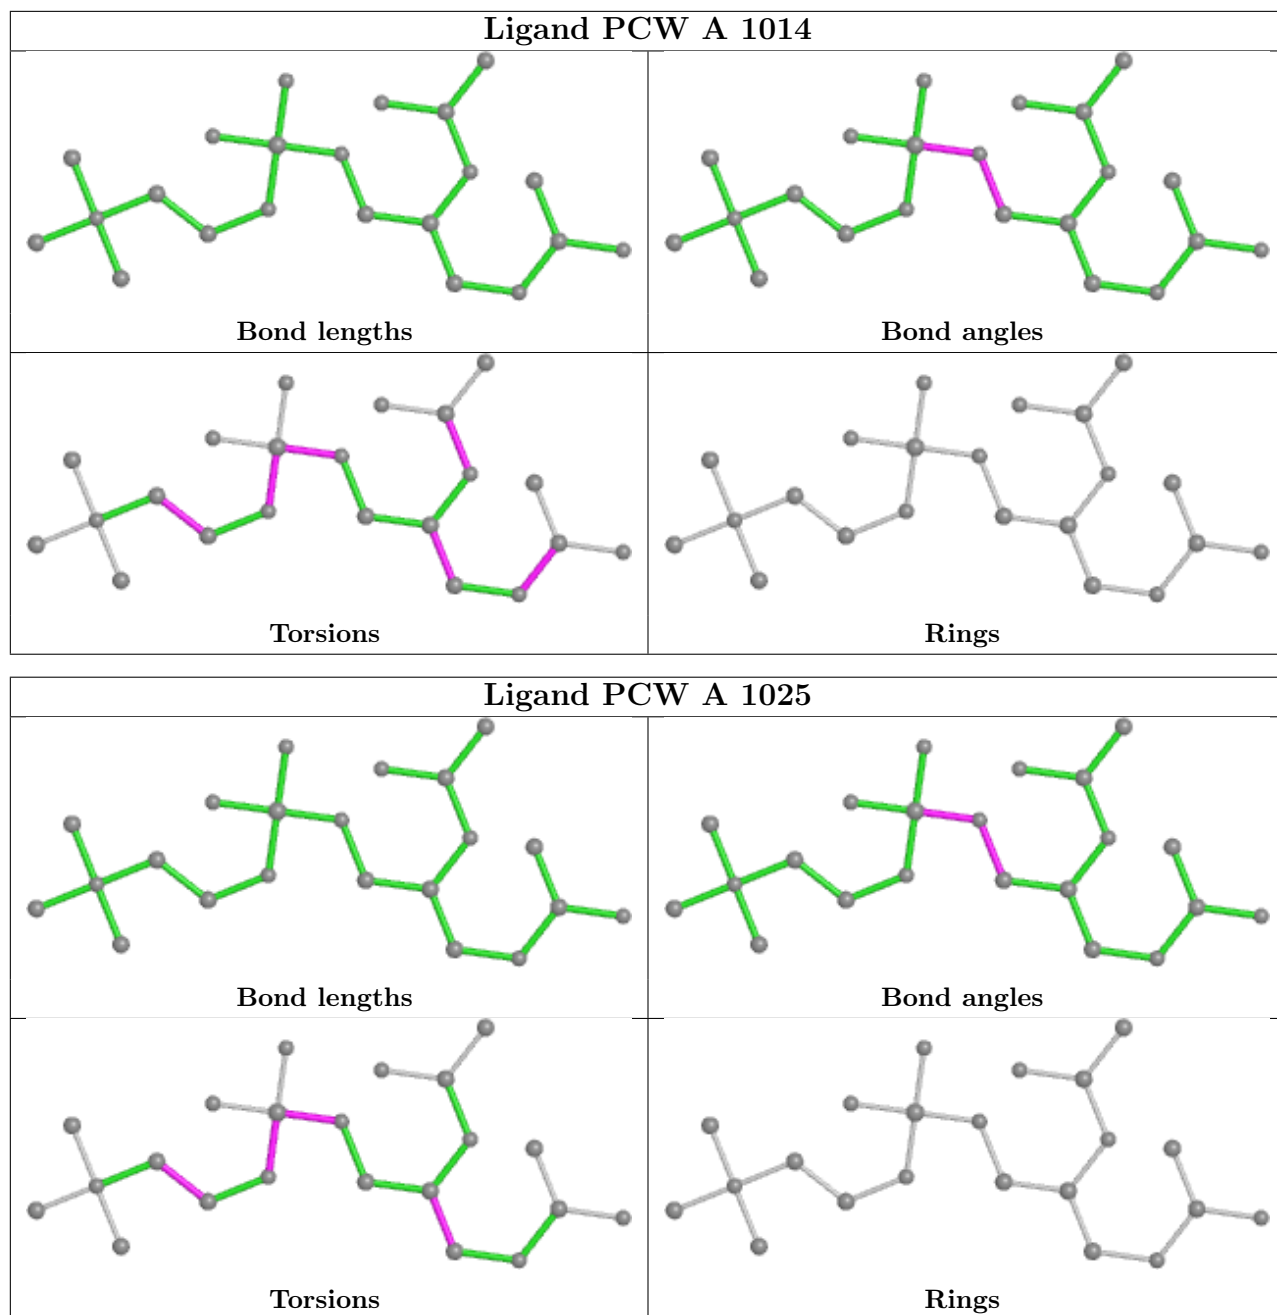 Ligand PCW A 1014
Bond lengths
Bond angles
Torsions
Rings
Ligand PCW A 1025
Bond lengths
Bond angles
Torsions
Rings